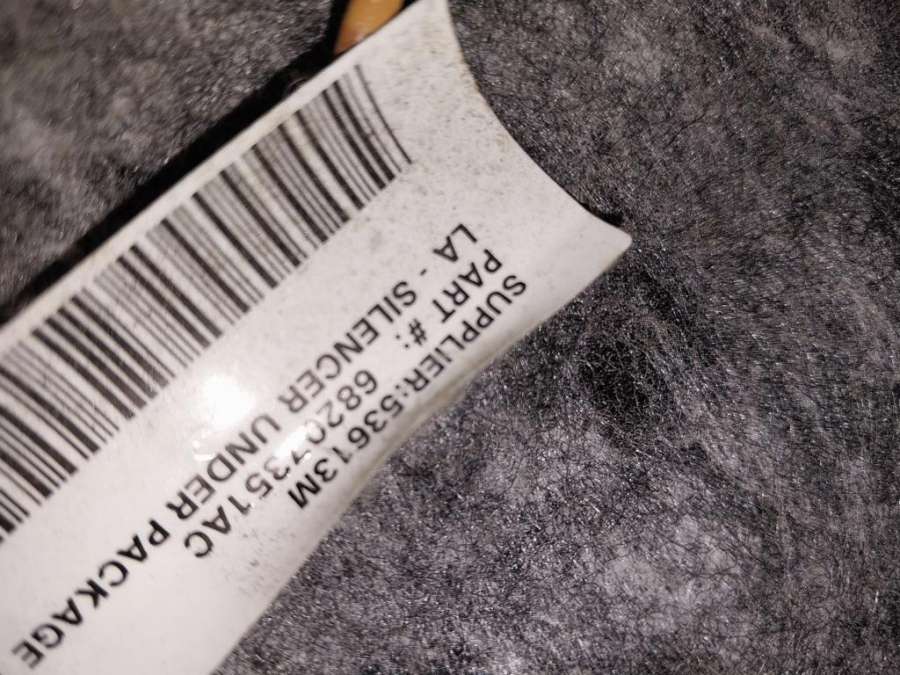 SUPPLIER:53613M
PART #: 68207351AC
LA - SILENCER UNDER PACKAGE